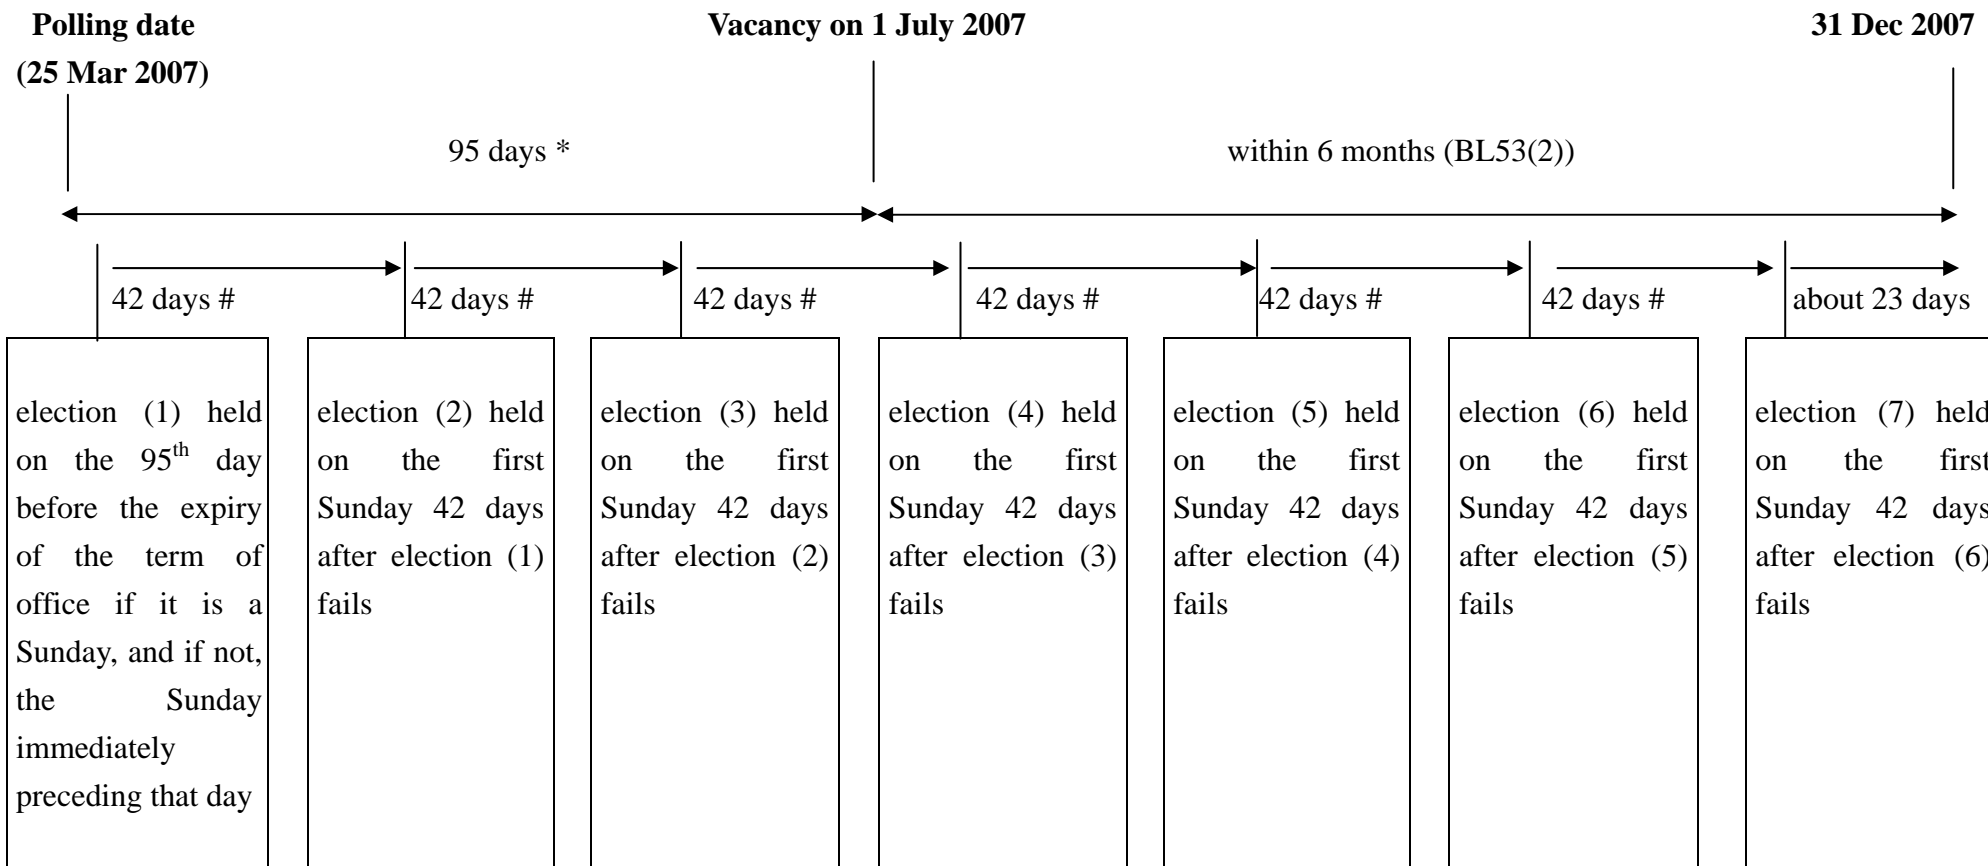 Polling date
(25 Mar 2007)
Vacancy on 1 July 2007
31 Dec 2007
95 days *
within 6 months (BL53(2))
42 days #
42 days #
42 days #
42 days #
42 days #
42 days #
about 23 days
election (1) held
on the 95th day
before the expiry
of the term of
office if it is a
Sunday, and if not,
the Sunday
immediately
preceding that day
election (2) held
on the first
Sunday 42 days
after election (1)
fails
election (3) held
on the first
Sunday 42 days
after election (2)
fails
election (4) held
on the first
Sunday 42 days
after election (3)
fails
election (5) held
on the first
Sunday 42 days
after election (4)
fails
election (6) held
on the first
Sunday 42 days
after election (5)
fails
election (7) held
on the first
Sunday 42 days
after election (6)
fails